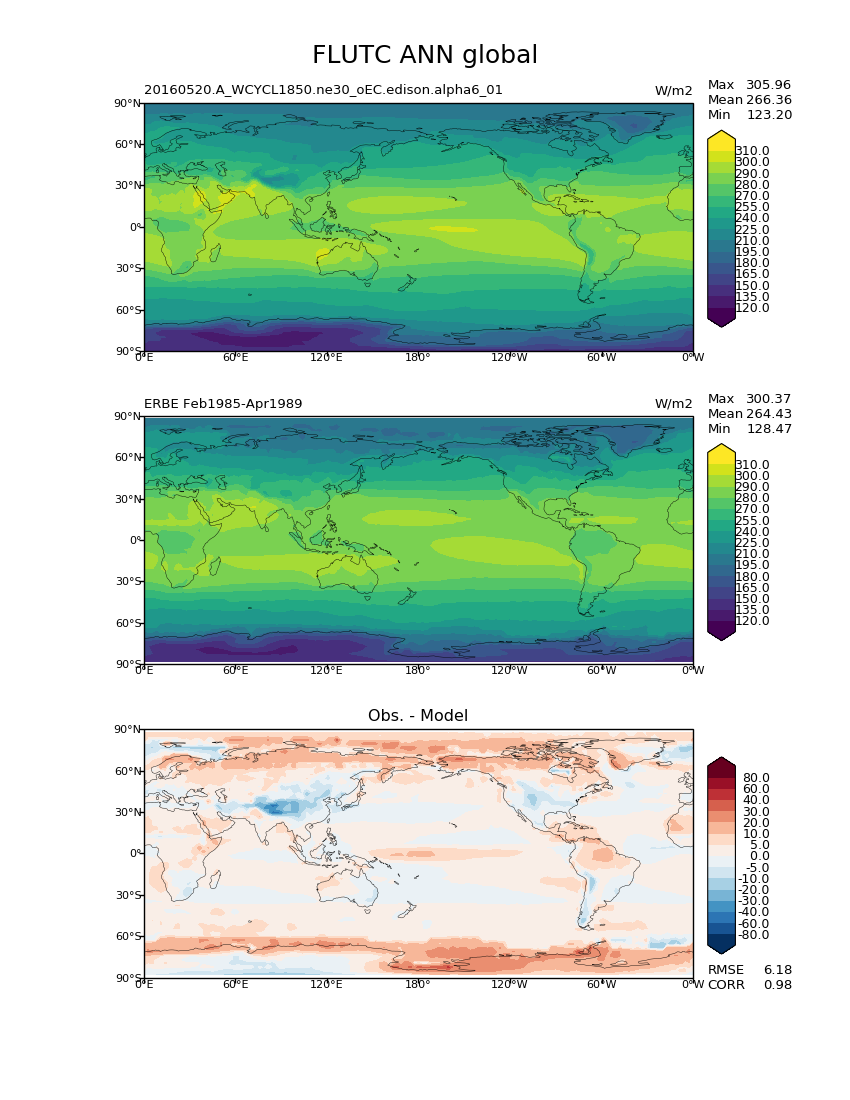 FLUTC ANN global
20160520.A_WCYCL1850.ne30_oEC.edison.alpha6_01 W/m2
Max 305.96
Mean 266.36
Min 123.20
90°N
60°N
30°N
0°
30°S
60°S
90°S
0°E 60°E 120°E 180° 120°W 60°W 0°W
310.0
300.0
290.0
280.0
270.0
255.0
240.0
225.0
210.0
195.0
180.0
165.0
150.0
135.0
120.0
ERBE Feb1985-Apr1989 W/m2
Max 300.37
Mean 264.43
Min 128.47
90°N
60°N
30°N
0°
30°S
60°S
90°S
0°E 60°E 120°E 180° 120°W 60°W 0°W
310.0
300.0
290.0
280.0
270.0
255.0
240.0
225.0
210.0
195.0
180.0
165.0
150.0
135.0
120.0
Obs. - Model
90°N
60°N
30°N
0°
30°S
60°S
90°S
0°E 60°E 120°E 180° 120°W 60°W 0°W
80.0
60.0
40.0
30.0
20.0
10.0
5.0
0.0
-5.0
-10.0
-20.0
-30.0
-40.0
-60.0
-80.0
RMSE 6.18
CORR 0.98